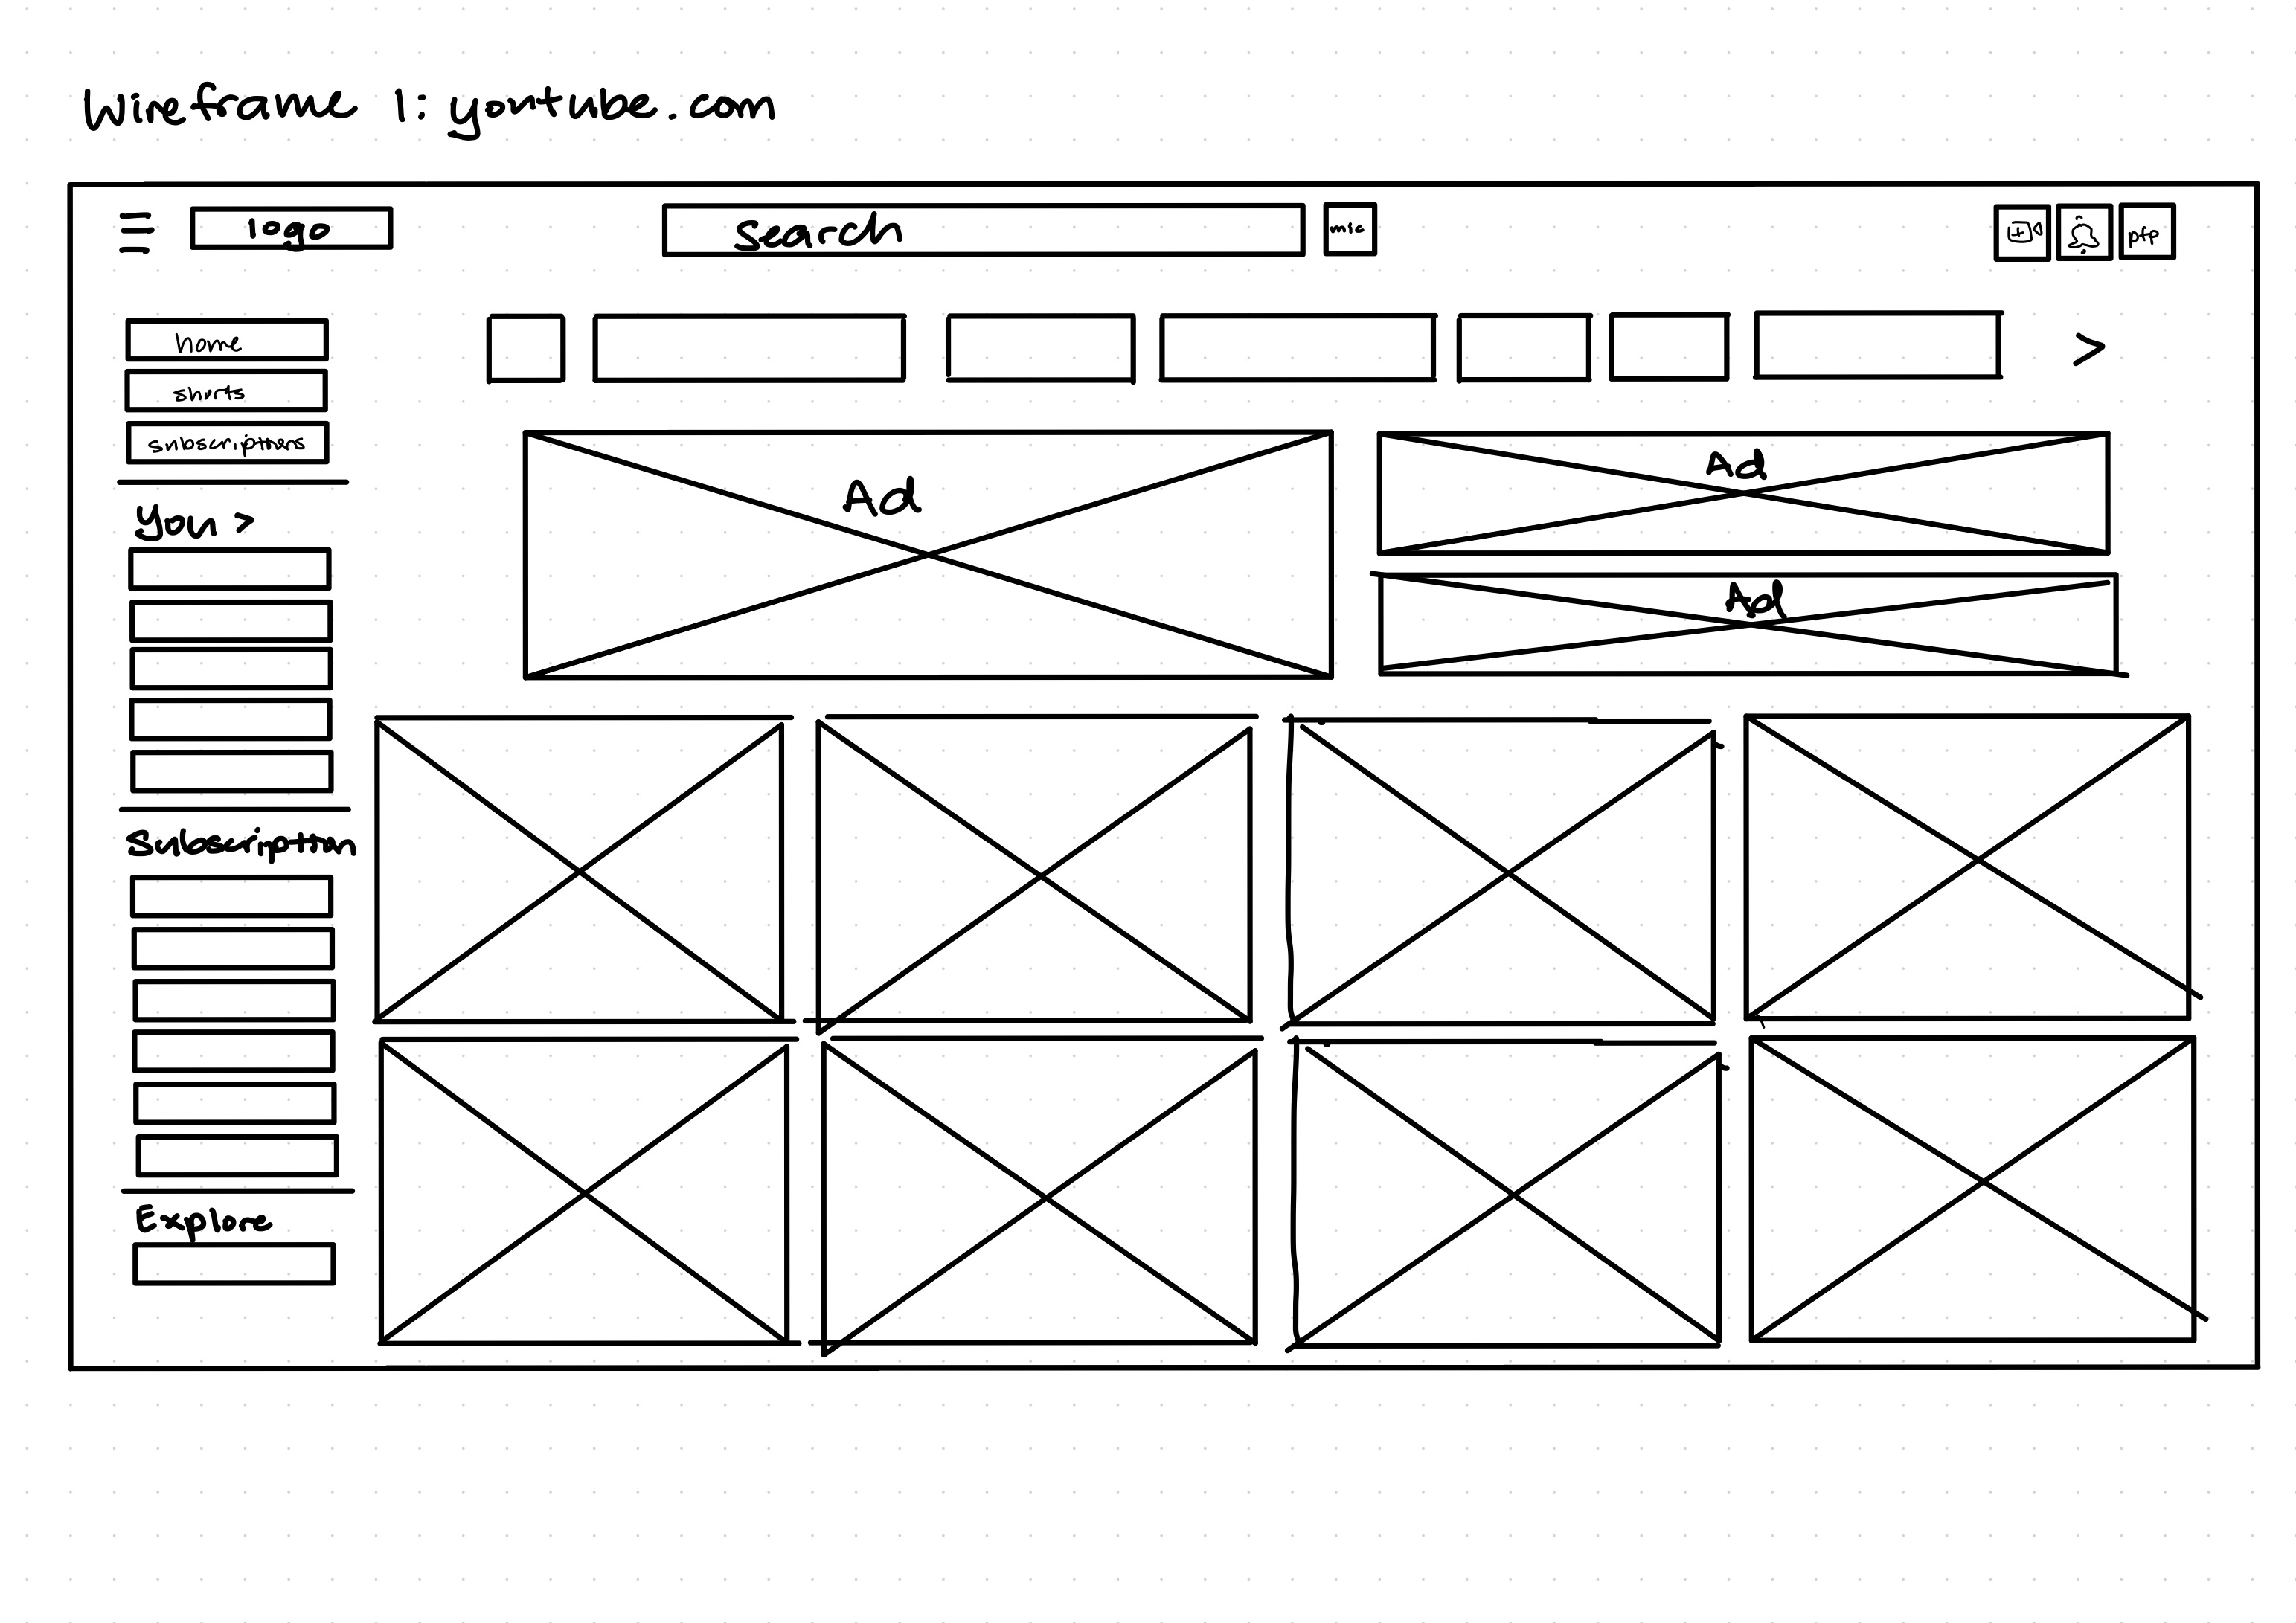 Wireframe 1: youtube.com
logo
search
mic
pfp
home
shorts
subscriptions
You >
Subscription
Explore
>
Ad
Ad
Ad